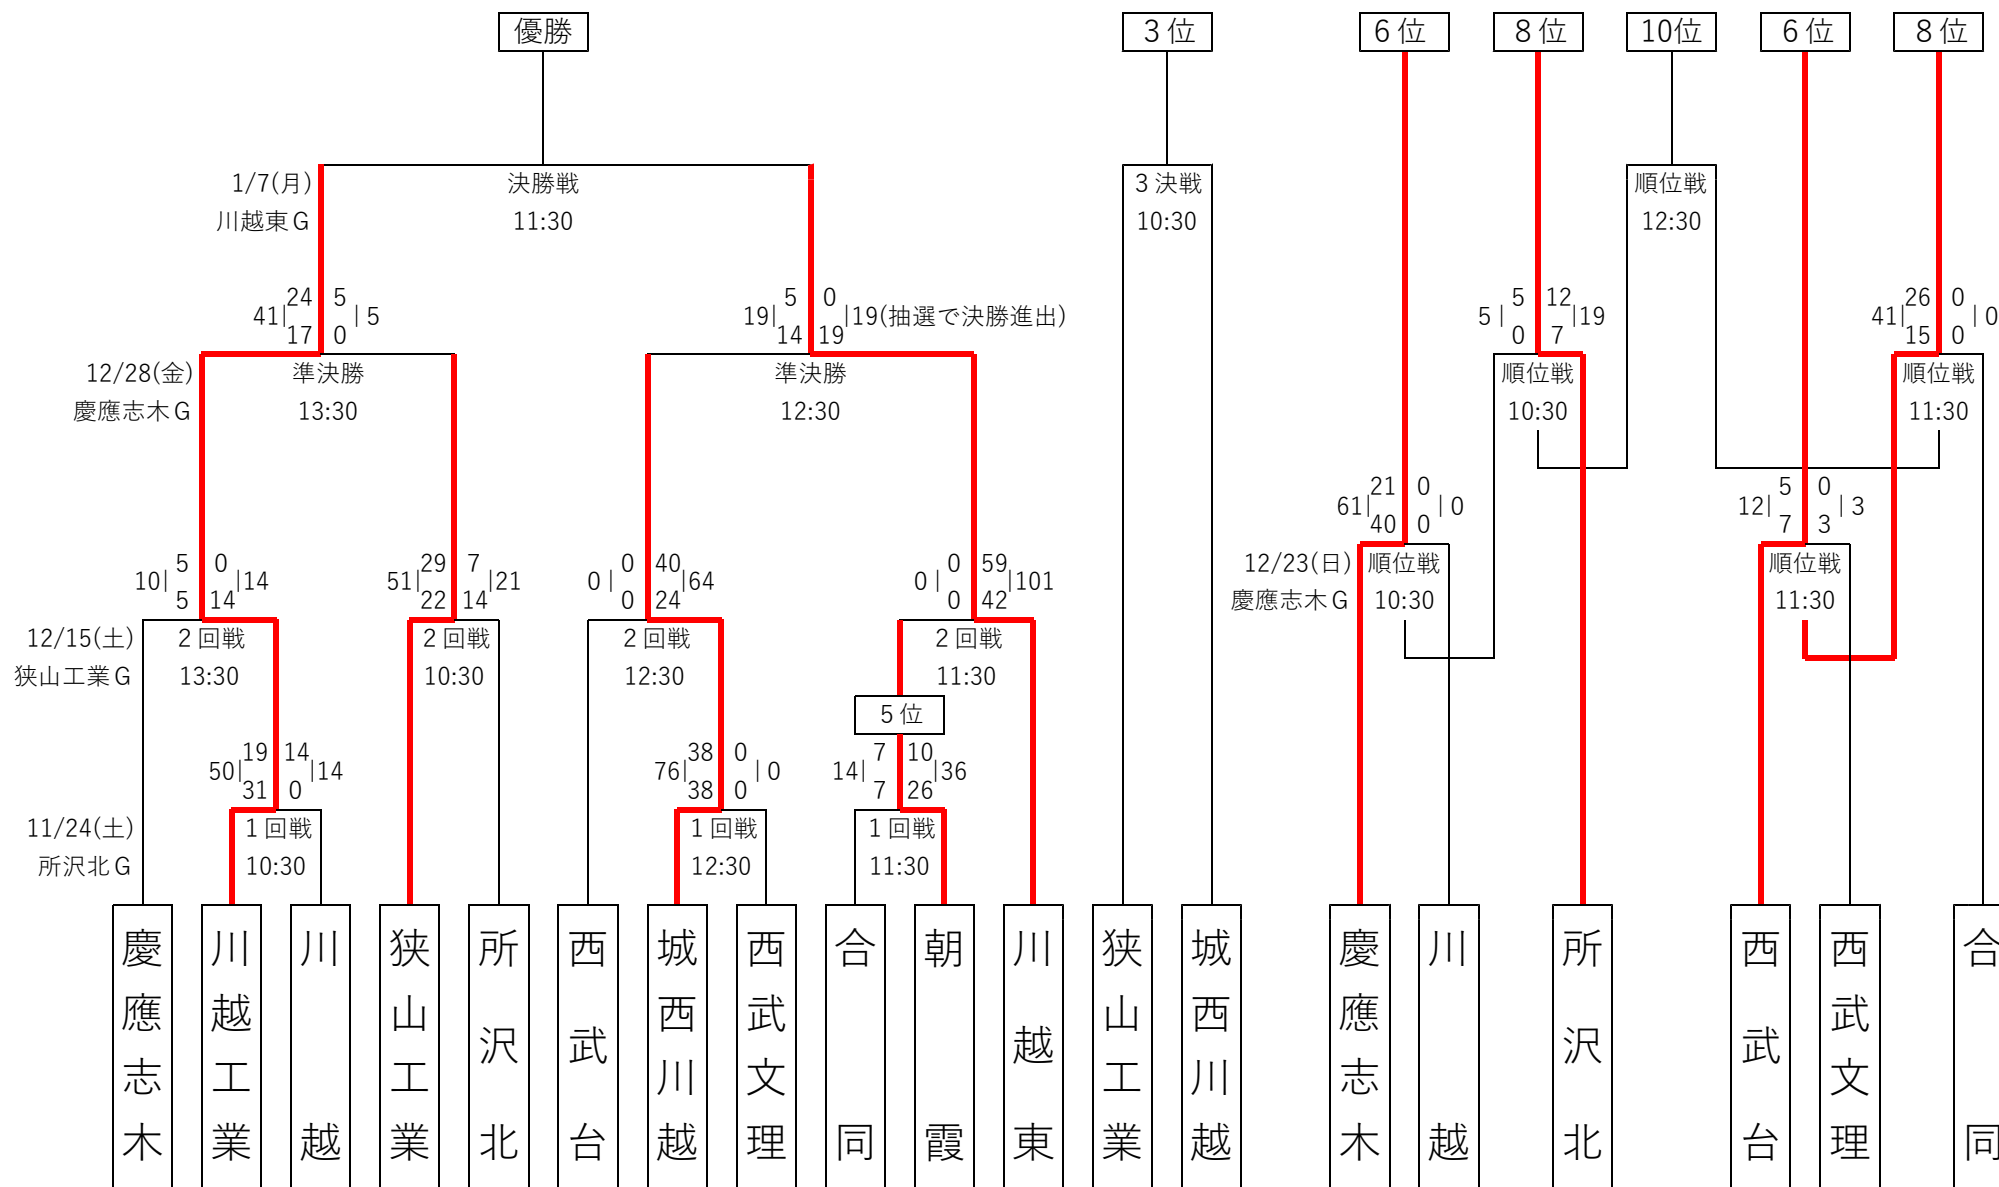 優勝
３位
６位
８位
10位
６位
８位
1/7(月)
決勝戦
３決戦
順位戦
川越東Ｇ
11:30
10:30
12:30
24 5
41| |5
17 0
5 0
19| |19(抽選で決勝進出)
14 19
5 12
5| |19
0 7
26 0
41| |0
15 0
12/28(金)
準決勝
準決勝
順位戦
順位戦
慶應志木Ｇ
13:30
12:30
10:30
11:30
21 0
61| |0
40 0
5 0
12| |3
7 3
12/23(日)
順位戦
順位戦
慶應志木Ｇ
10:30
11:30
5 0
10| |14
5 14
29 7
51| |21
22 14
0 40
0| |64
0 24
0 59
0| |101
0 42
12/15(土)
２回戦
２回戦
２回戦
２回戦
狭山工業Ｇ
13:30
10:30
12:30
11:30
５位
19 14
50| |14
31 0
38 0
76| |0
38 0
7 10
14| |36
7 26
11/24(土)
１回戦
１回戦
１回戦
所沢北Ｇ
10:30
12:30
11:30
慶應志木
川越工業
川越
狭山工業
所沢北
西武台
城西川越
西武文理
合同
朝霞
川越東
狭山工業
城西川越
慶應志木
川越
所沢北
西武台
西武文理
合同